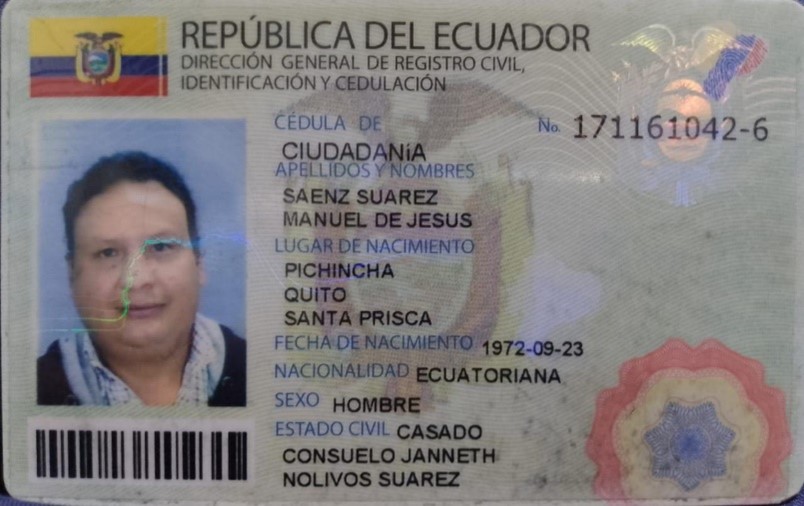 REPÚBLICA DEL ECUADOR
DIRECCIÓN GENERAL DE REGISTRO CIVIL,
IDENTIFICACIÓN Y CEDULACIÓN
CÉDULA DE No. 171161042-6
CIUDADANíA
APELLIDOS Y NOMBRES
SAENZ SUAREZ
MANUEL DE JESUS
LUGAR DE NACIMIENTO
PICHINCHA
QUITO
SANTA PRISCA
FECHA DE NACIMIENTO 1972-09-23
NACIONALIDAD ECUATORIANA
SEXO HOMBRE
ESTADO CIVIL CASADO
CONSUELO JANNETH
NOLIVOS SUAREZ